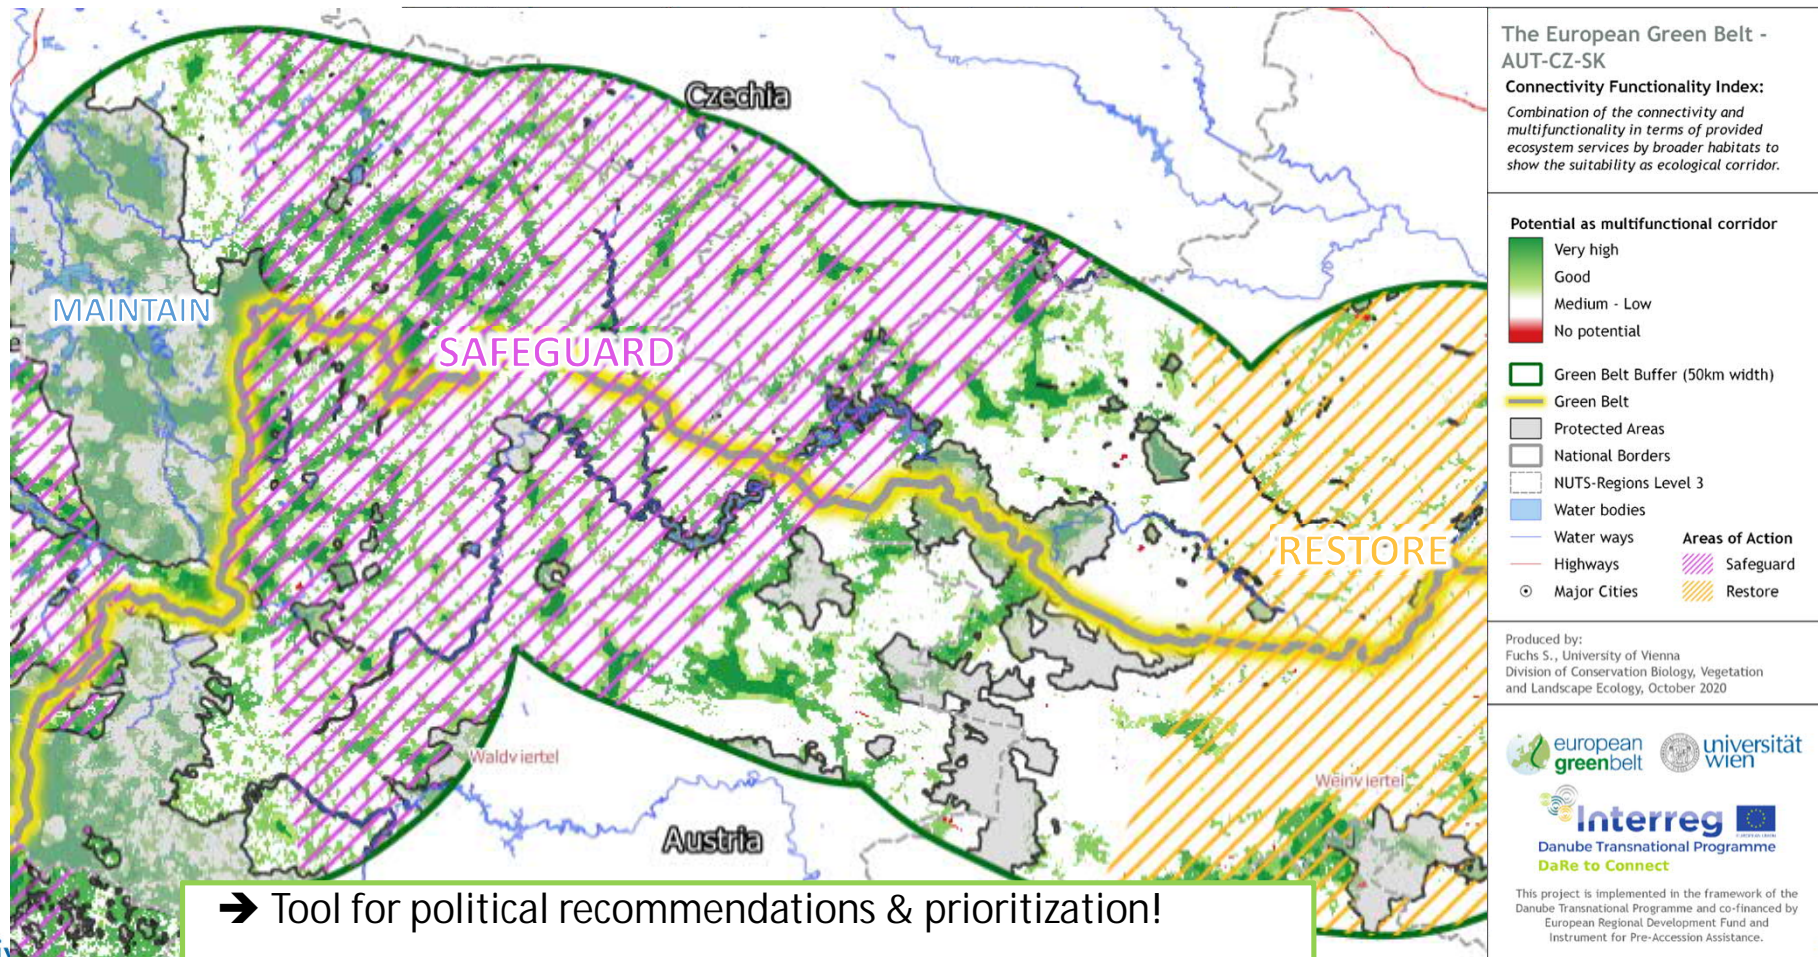 Czechia
MAINTAIN
SAFEGUARD
RESTORE
Waldviertel
Weinviertel
Austria
➔ Tool for political recommendations & prioritization!
The European Green Belt -
AUT-CZ-SK
Connectivity Functionality Index:
Combination of the connectivity and
multifunctionality in terms of provided
ecosystem services by broader habitats to
show the suitability as ecological corridor.
Potential as multifunctional corridor
Very high
Good
Medium - Low
No potential
Green Belt Buffer (50km width)
Green Belt
Protected Areas
National Borders
NUTS-Regions Level 3
Water bodies
Water ways
Highways
Major Cities
Areas of Action
Safeguard
Restore
Produced by:
Fuchs S., University of Vienna
Division of Conservation Biology, Vegetation
and Landscape Ecology, October 2020
european
greenbelt
universität
wien
Interreg
EUROPEAN UNION
Danube Transnational Programme
DaRe to Connect
This project is implemented in the framework of the
Danube Transnational Programme and co-financed by
European Regional Development Fund and
Instrument for Pre-Accession Assistance.